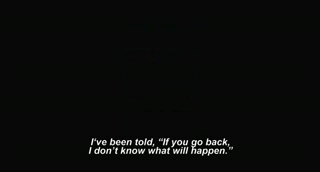 I've been told, “If you go back,
I don't know what will happen.”